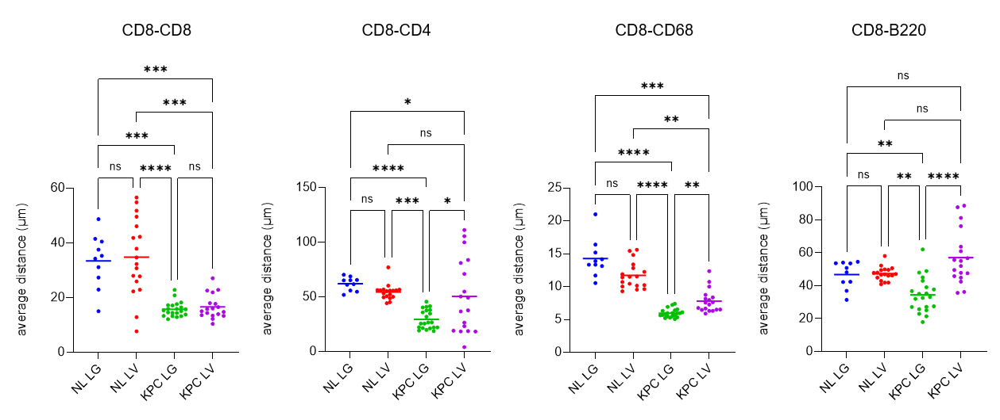 CD8-CD8
***
***
***
ns
****
ns
average distance (µm)
60
40
20
0
NL LG
NL LV
KPC LG
KPC LV
CD8-CD4
*
ns
****
ns
***
*
average distance (µm)
150
100
50
0
NL LG
NL LV
KPC LG
KPC LV
CD8-CD68
***
**
****
ns
****
**
average distance (µm)
25
20
15
10
5
0
NL LG
NL LV
KPC LG
KPC LV
CD8-B220
ns
ns
**
ns
**
****
average distance (µm)
100
80
60
40
20
0
NL LG
NL LV
KPC LG
KPC LV